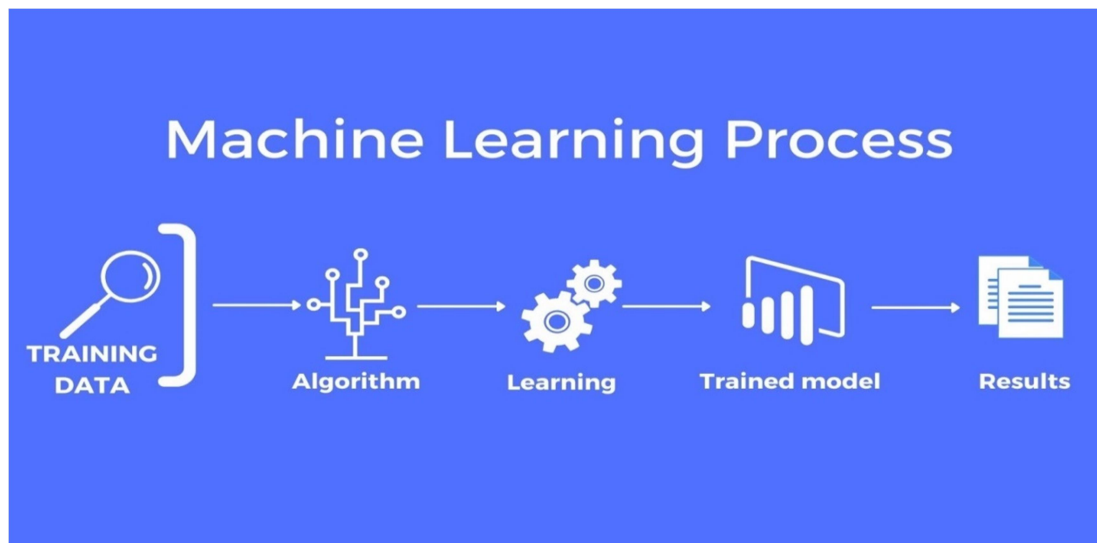 Machine Learning Process
TRAINING
DATA
Algorithm
Learning
Trained model
Results